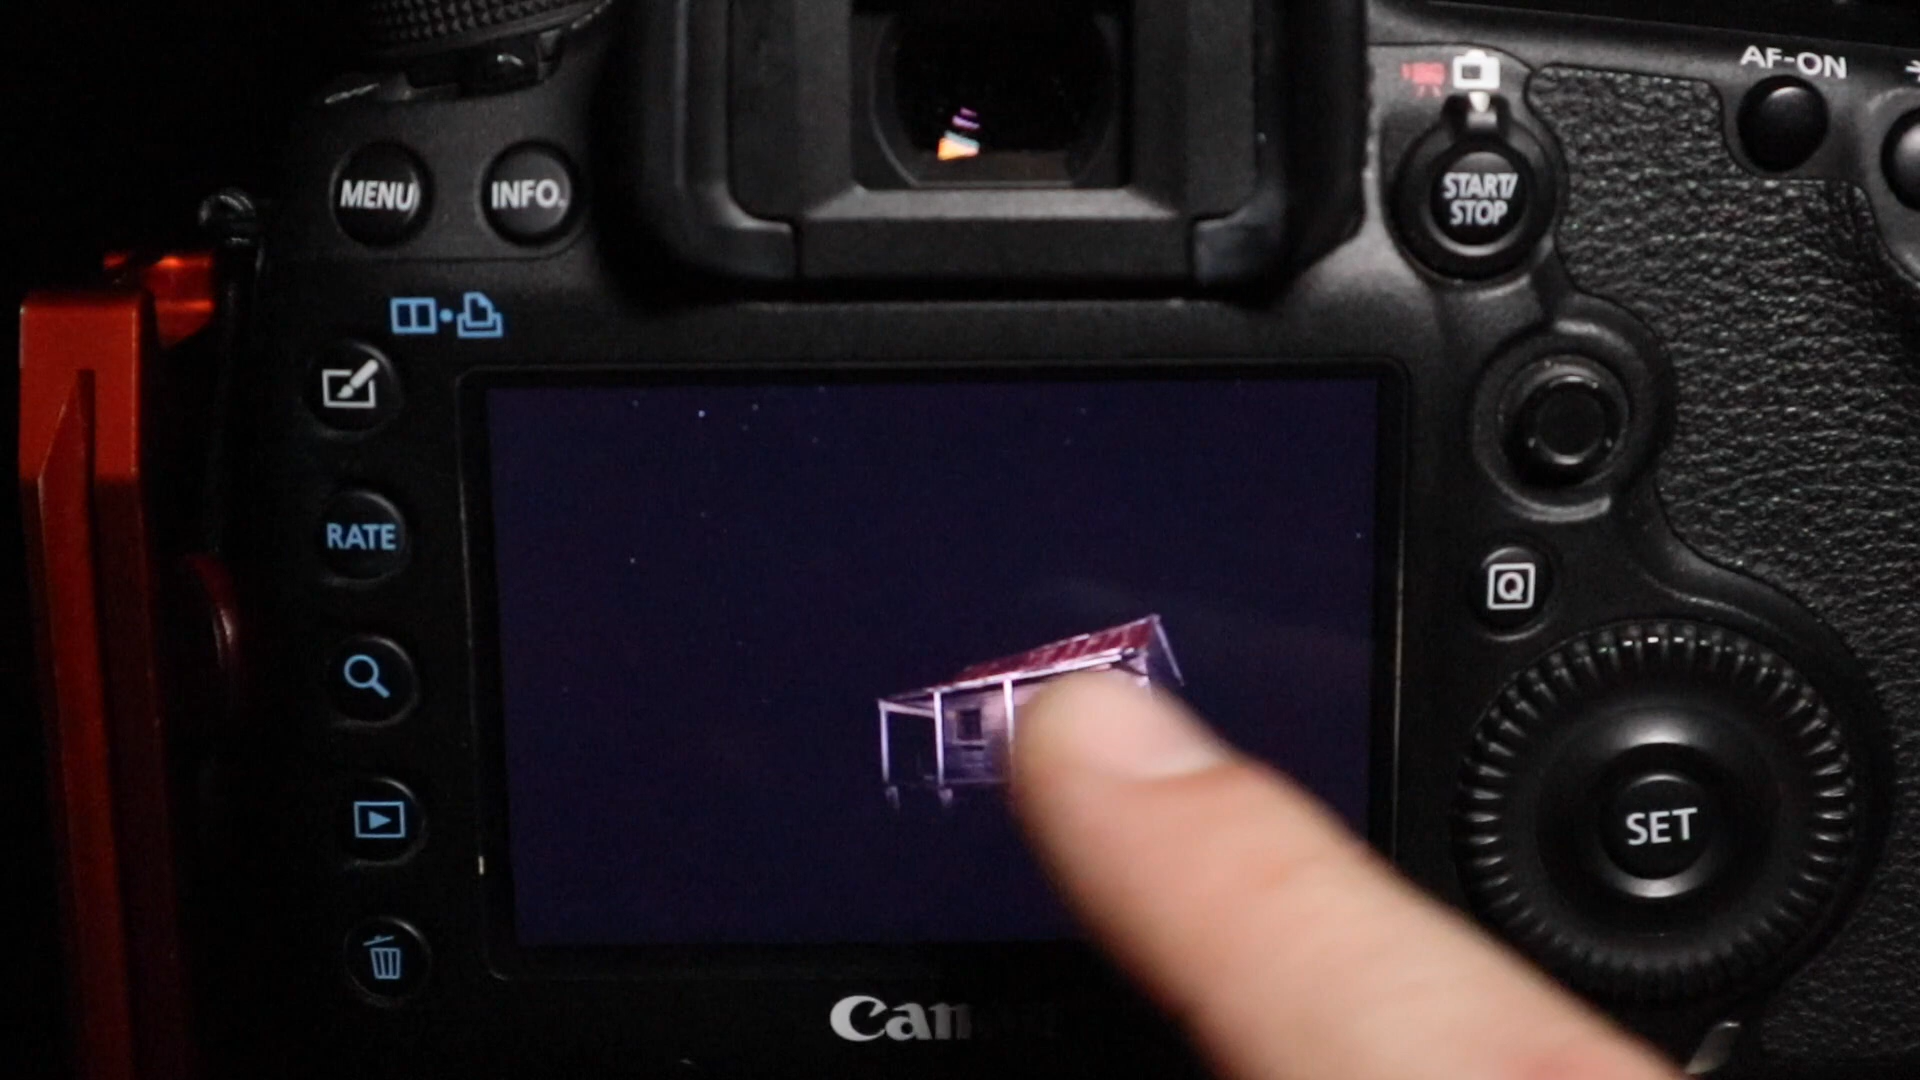 AF-ON
MENU
INFO.
START/
STOP
RATE
Q
SET
Can